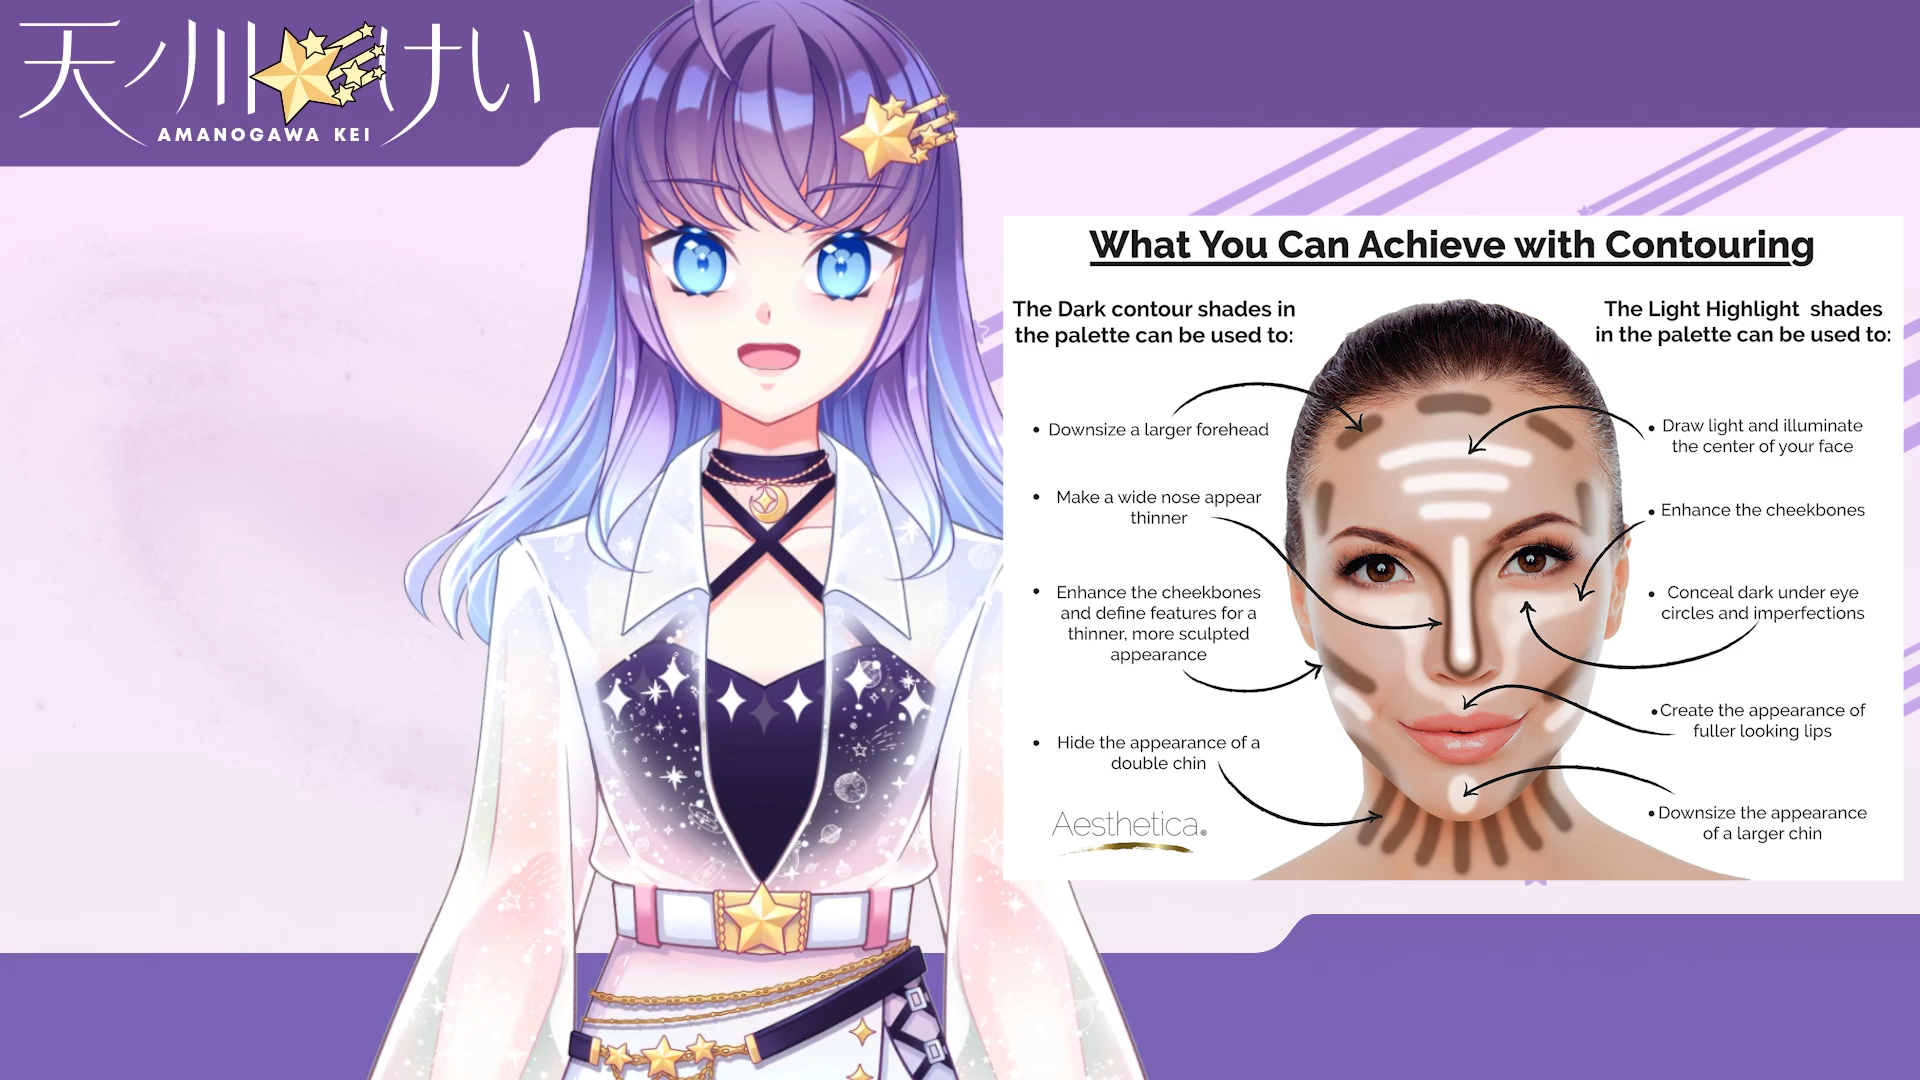 天ノ川 けい
AMANOGAWA KEI
What You Can Achieve with Contouring
The Dark contour shades in
the palette can be used to:
• Downsize a larger forehead
• Make a wide nose appear
thinner
• Enhance the cheekbones
and define features for a
thinner, more sculpted
appearance
• Hide the appearance of a
double chin
Aesthetica®
The Light Highlight shades
in the palette can be used to:
• Draw light and illuminate
the center of your face
• Enhance the cheekbones
• Conceal dark under eye
circles and imperfections
• Create the appearance of
fuller looking lips
• Downsize the appearance
of a larger chin